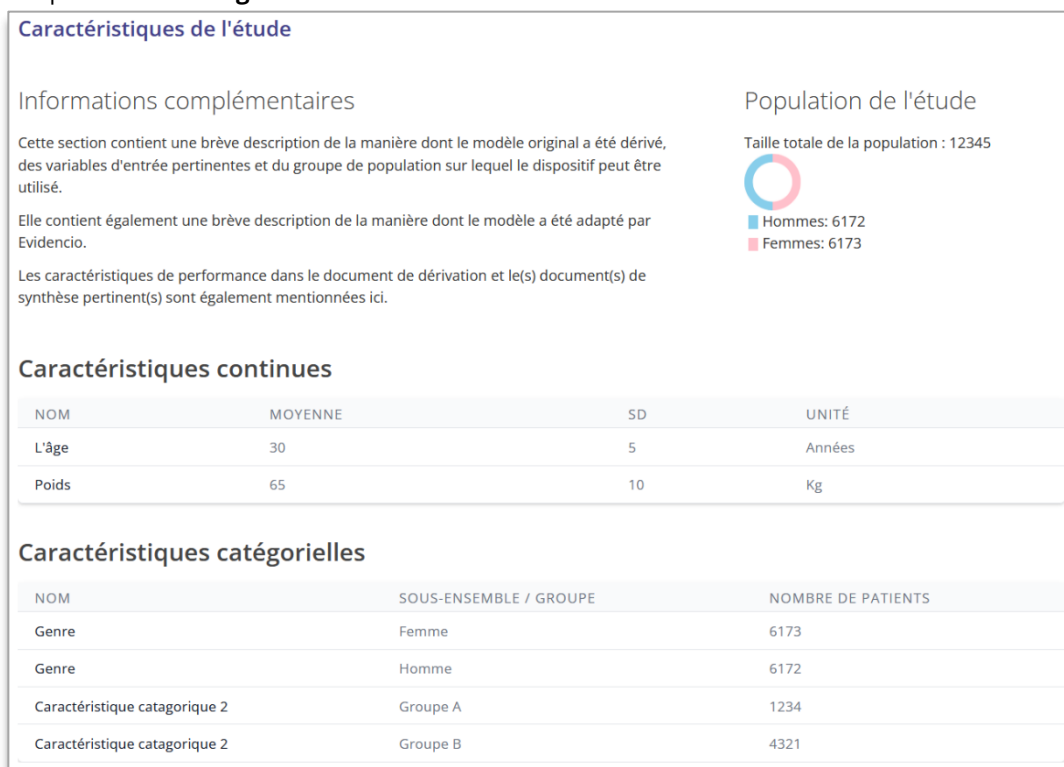 Caractéristiques de l'étude
Informations complémentaires
Cette section contient une brève description de la manière dont le modèle original a été dérivé,
des variables d'entrée pertinentes et du groupe de population sur lequel le dispositif peut être
utilisé.
Elle contient également une brève description de la manière dont le modèle a été adapté par
Evidencio.
Les caractéristiques de performance dans le document de dérivation et le(s) document(s) de
synthèse pertinent(s) sont également mentionnées ici.
Population de l'étude
Taille totale de la population : 12345
Hommes: 6172
Femmes: 6173
Caractéristiques continues
NOM MOYENNE SD UNITÉ
L'âge 30 5 Années
Poids 65 10 Kg
Caractéristiques catégorielles
NOM SOUS-ENSEMBLE / GROUPE NOMBRE DE PATIENTS
Genre Femme 6173
Genre Homme 6172
Caractéristique catagorique 2 Groupe A 1234
Caractéristique catagorique 2 Groupe B 4321